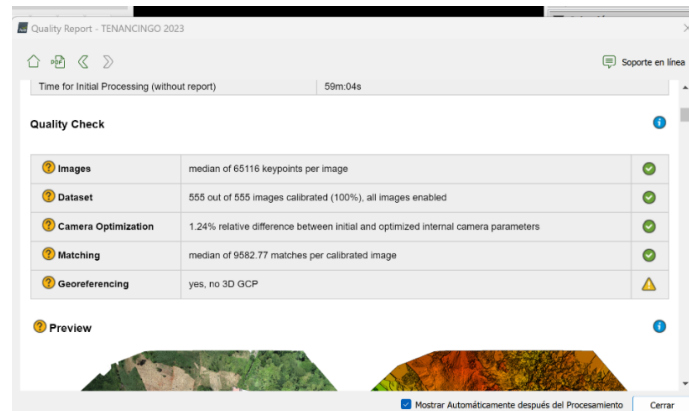 Quality Report - TENANCINGO 2023
Soporte en línea
Time for Initial Processing (without report) 59m:04s
Quality Check
Images median of 65116 keypoints per image
Dataset 555 out of 555 images calibrated (100%), all images enabled
Camera Optimization 1.24% relative difference between initial and optimized internal camera parameters
Matching median of 9582.77 matches per calibrated image
Georeferencing yes, no 3D GCP
Preview
Mostrar Automáticamente después del Procesamiento Cerrar